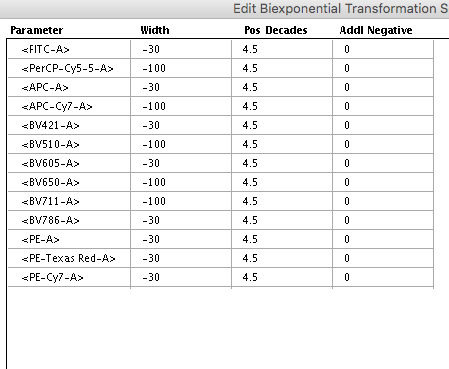 Edit Biexponential Transformation S
Parameter Width Pos Decades Addl Negative
<FITC-A> -30 4.5 0
<PerCP-Cy5-5-A> -100 4.5 0
<APC-A> -30 4.5 0
<APC-Cy7-A> -100 4.5 0
<BV421-A> -30 4.5 0
<BV510-A> -100 4.5 0
<BV605-A> -30 4.5 0
<BV650-A> -100 4.5 0
<BV711-A> -100 4.5 0
<BV786-A> -30 4.5 0
<PE-A> -30 4.5 0
<PE-Texas Red-A> -30 4.5 0
<PE-Cy7-A> -30 4.5 0